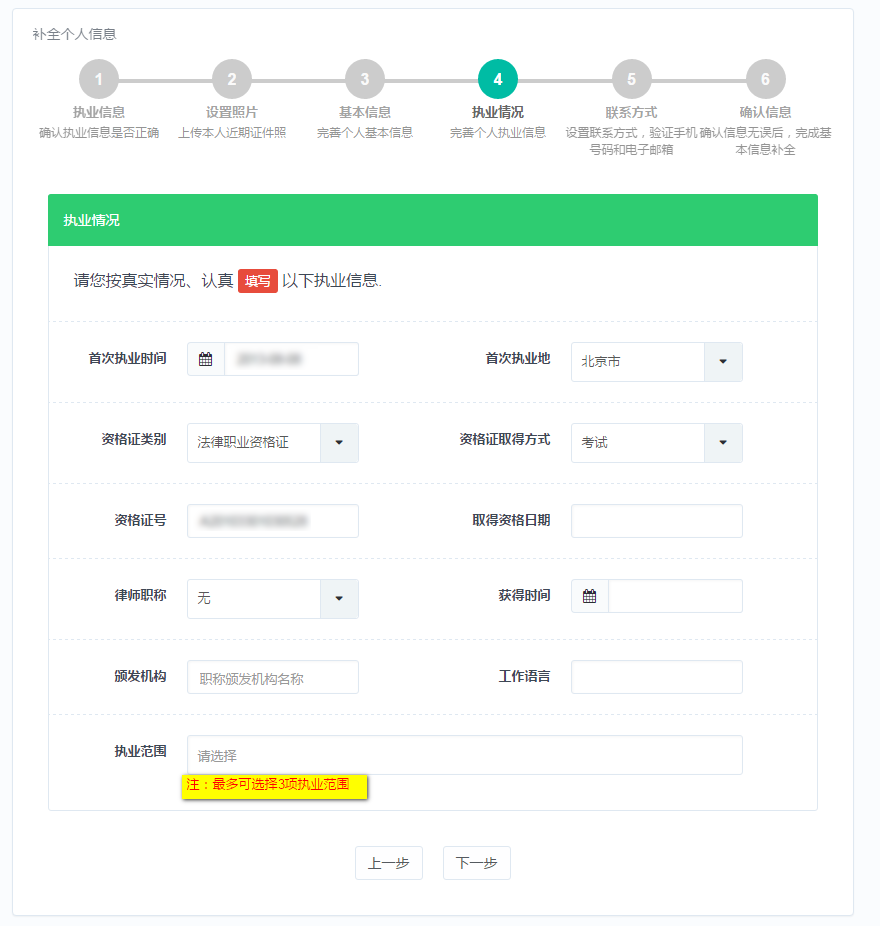 补全个人信息
1 2 3 4 5 6
执业信息 设置照片 基本信息 执业情况 联系方式 确认信息
确认执业信息是否正确 上传本人近期证件照 完善个人基本信息 完善个人执业信息 设置联系方式，验证手机 确认信息无误后，完成基
号码和电子邮箱 本信息补全
执业情况
请您按真实情况、认真 填写 以下执业信息.
首次执业时间 首次执业地 北京市
资格证类别 法律职业资格证 资格证取得方式 考试
资格证号 取得资格日期
律师职称 无 获得时间
颁发机构 职称颁发机构名称 工作语言
执业范围 请选择
注：最多可选择3项执业范围
上一步 下一步